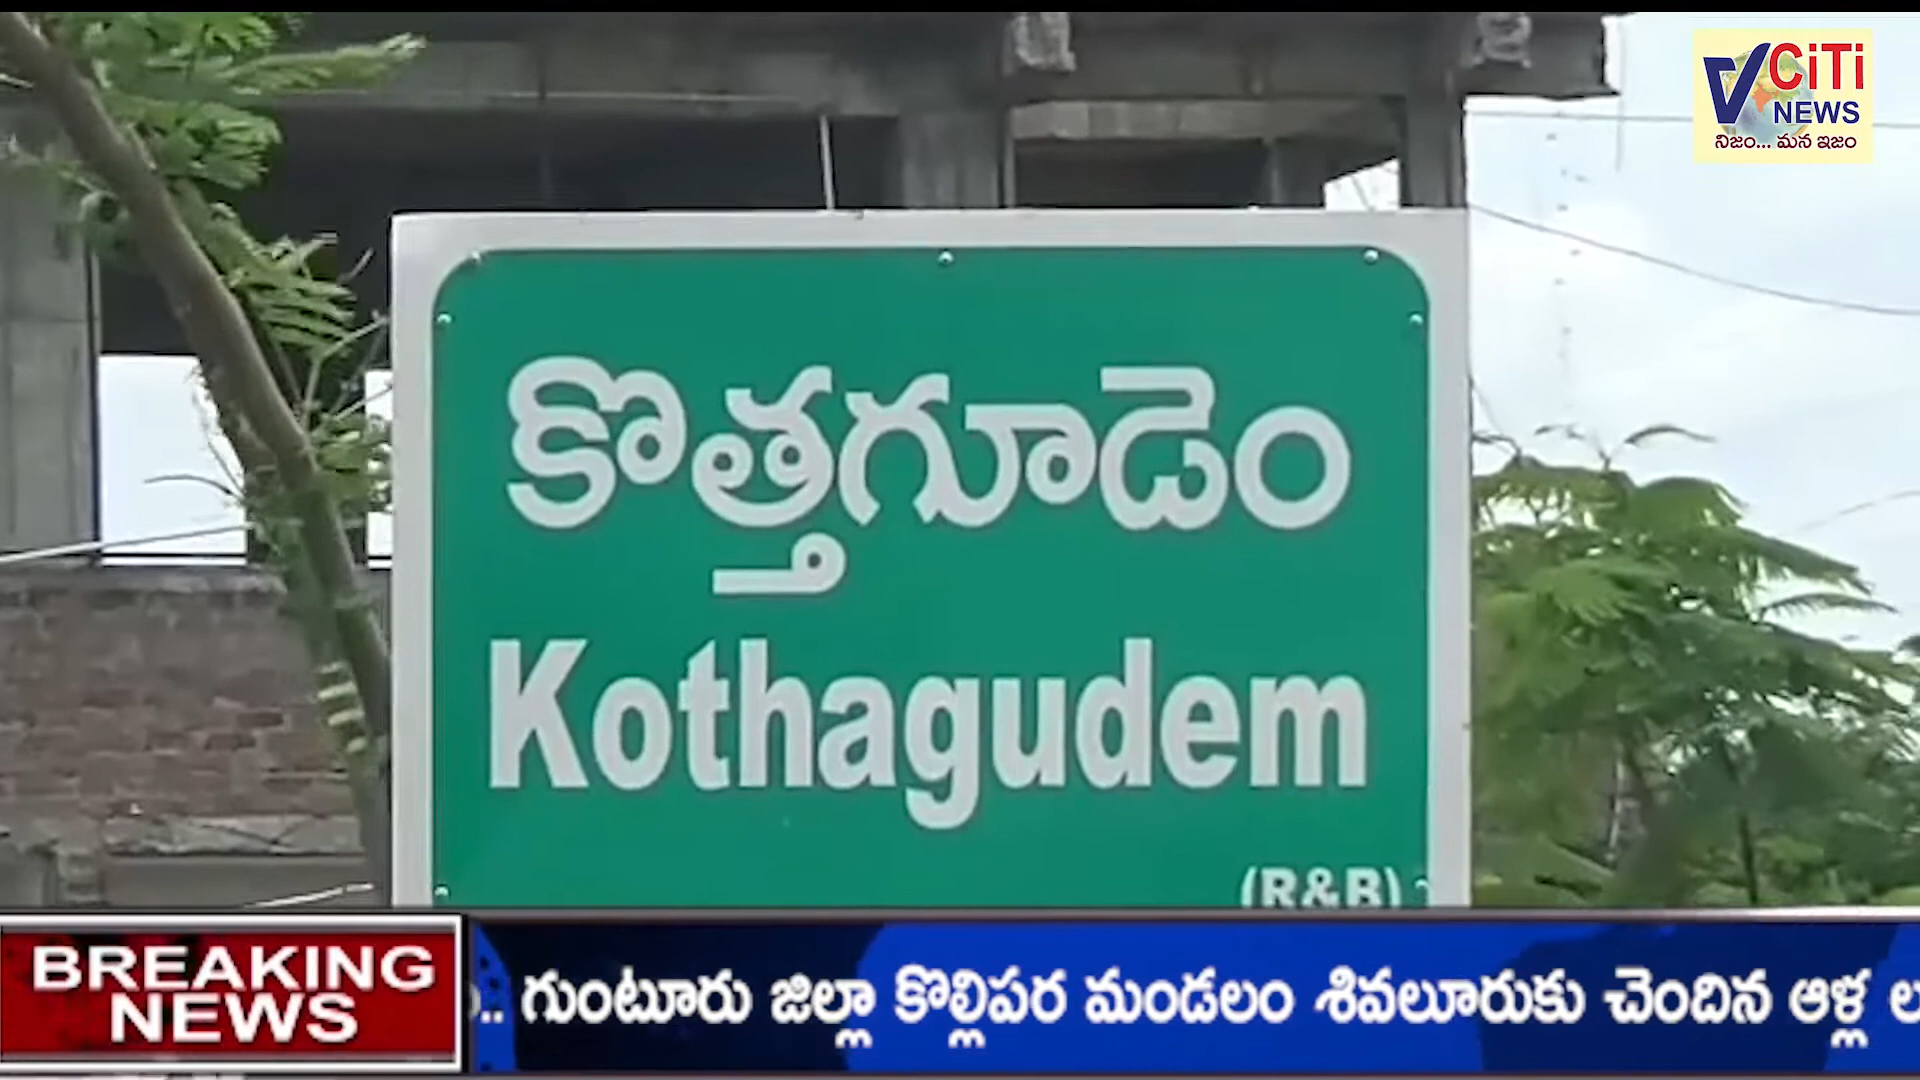 V CiTi
NEWS
నిజం... మన ఇజం
కొత్తగూడెం
Kothagudem
(R&B)
BREAKING
NEWS
.. గుంటూరు జిల్లా కొల్లిపర మండలం శివలూరుకు చెందిన ఆళ్ల